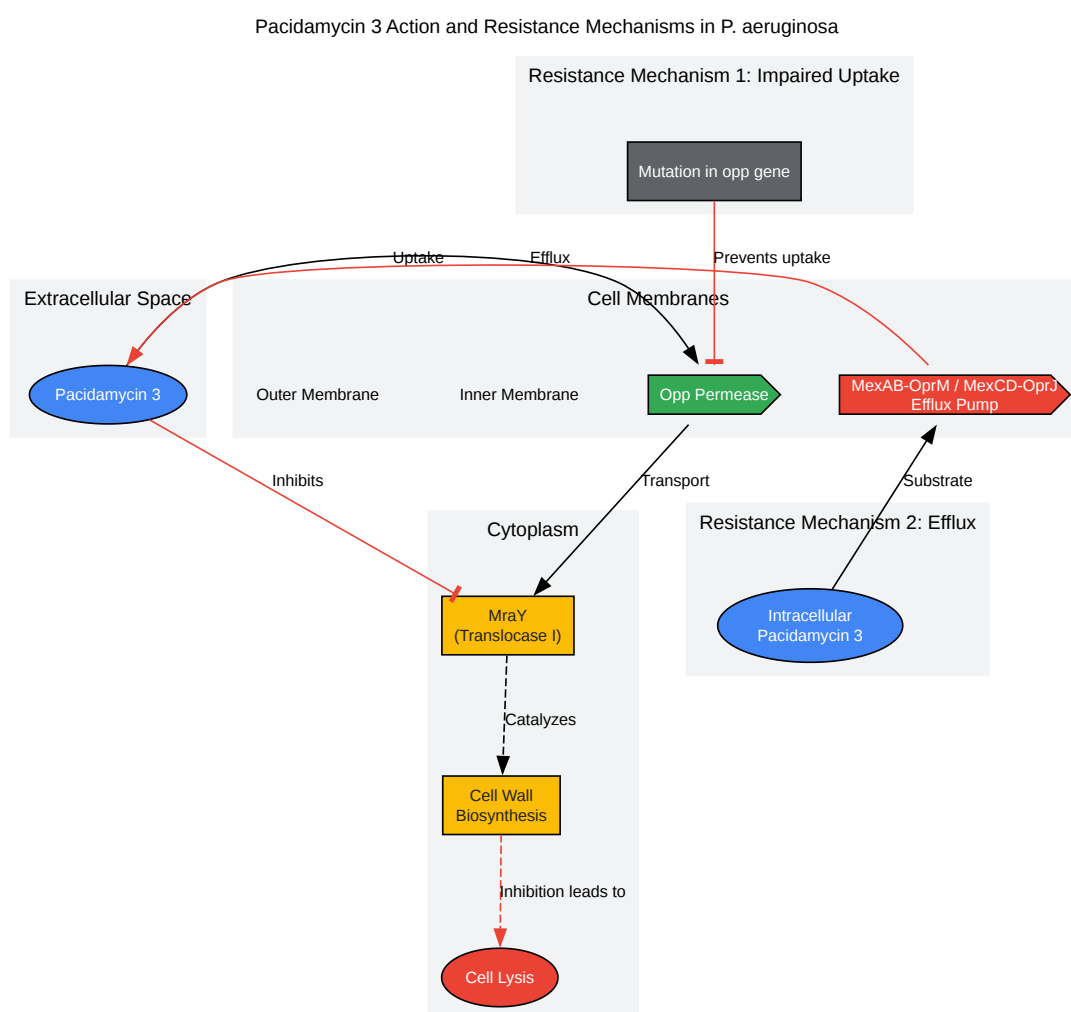 Pacidamycin 3 Action and Resistance Mechanisms in P. aeruginosa
Resistance Mechanism 1: Impaired Uptake
Mutation in opp gene
Uptake
Efflux
Prevents uptake
Extracellular Space
Cell Membranes
Pacidamycin 3
Outer Membrane
Inner Membrane
Opp Permease
MexAB-OprM / MexCD-OprJ
Efflux Pump
Inhibits
Transport
Substrate
Cytoplasm
Resistance Mechanism 2: Efflux
MraY
(Translocase I)
Intracellular
Pacidamycin 3
Catalyzes
Cell Wall
Biosynthesis
Inhibition leads to
Cell Lysis